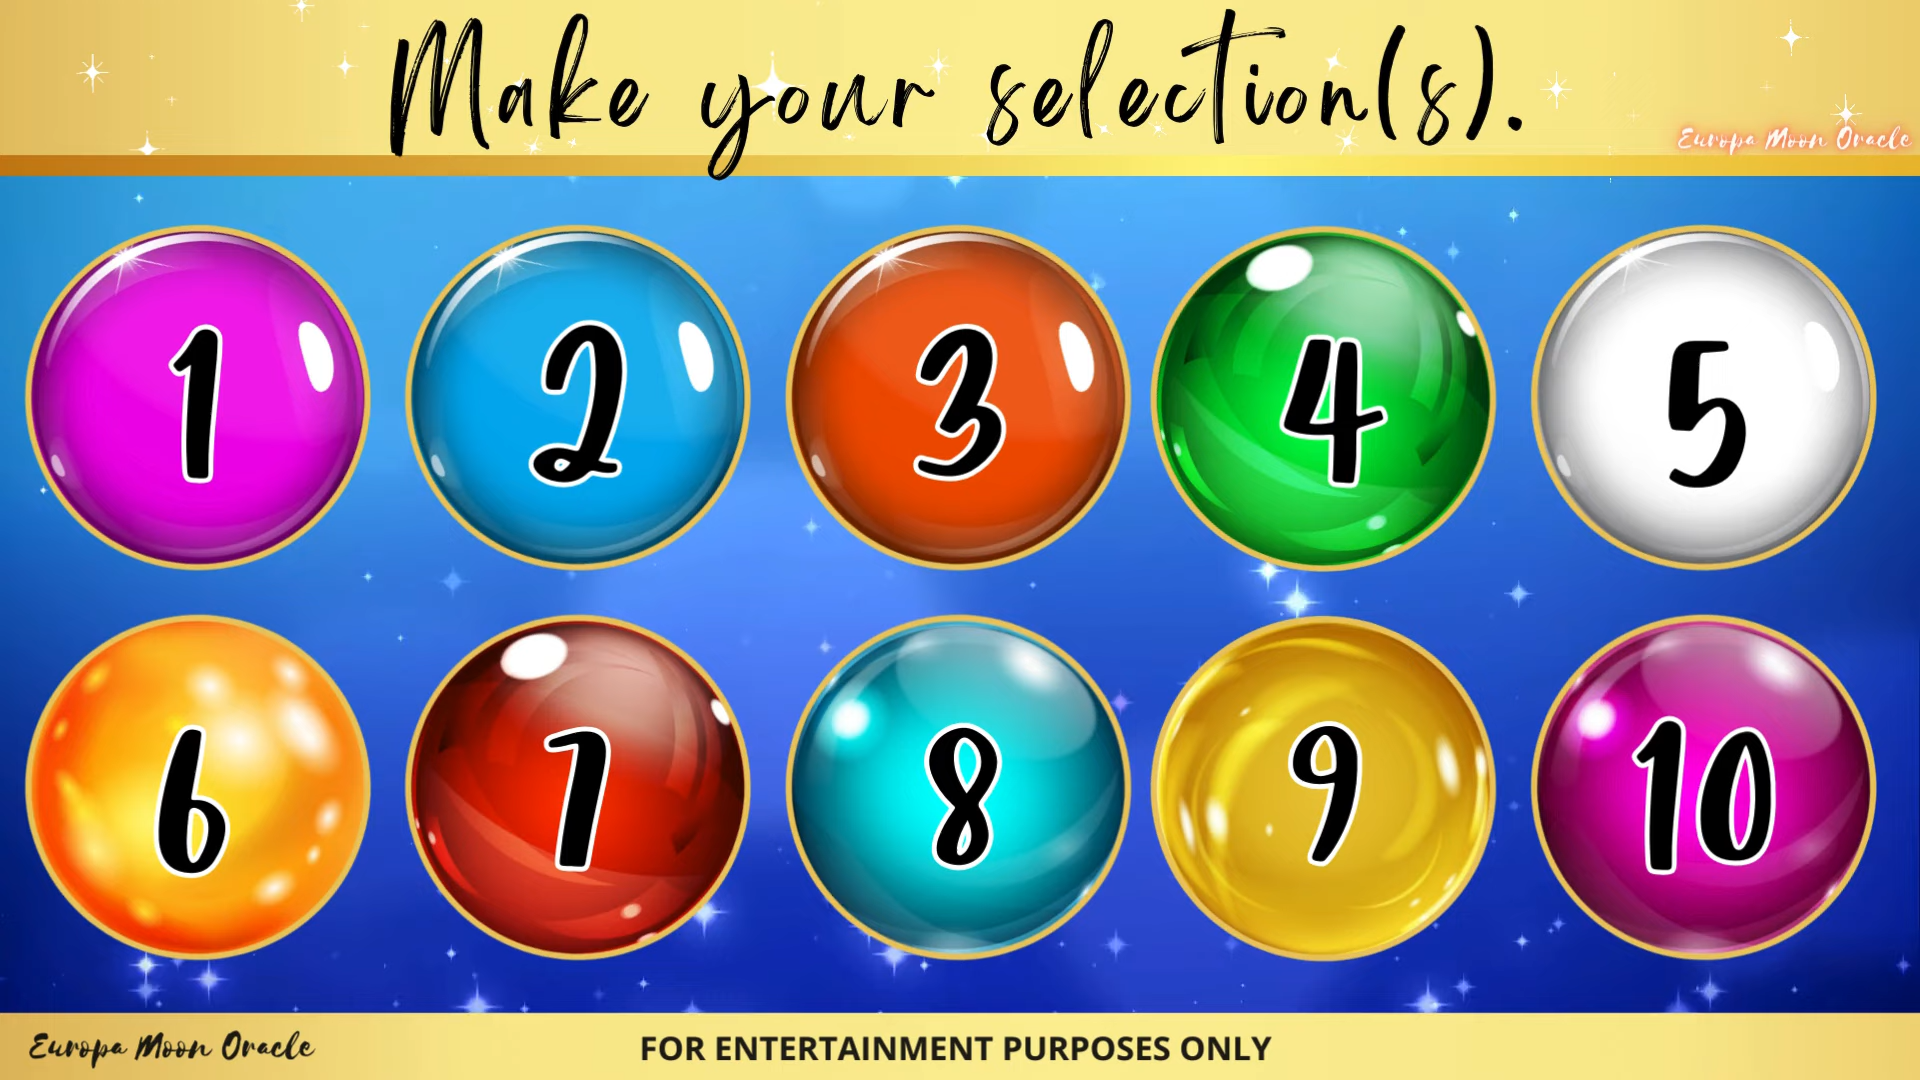 Make your selection(s).
Europa Moon Oracle
1 2 3 4 5
6 7 8 9 10
Europa Moon Oracle
FOR ENTERTAINMENT PURPOSES ONLY